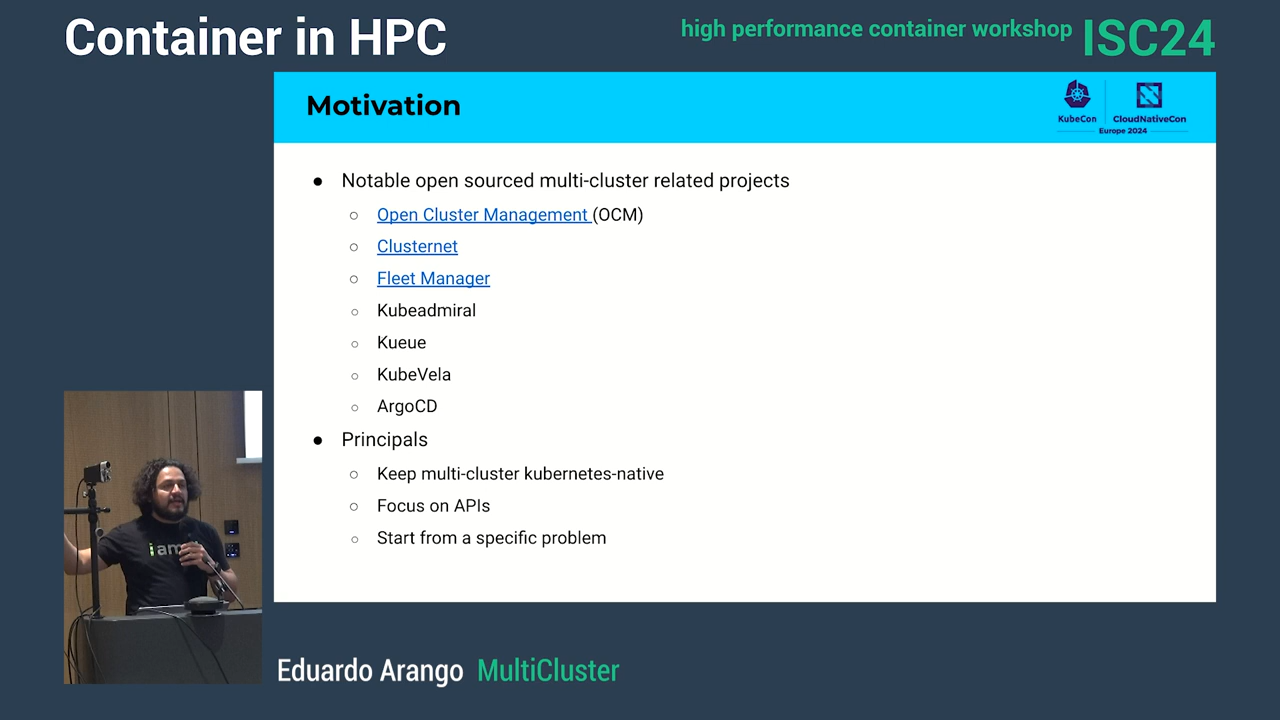 Container in HPC
high performance container workshop ISC24
Motivation
KubeCon
CloudNativeCon
Europe 2024
● Notable open sourced multi-cluster related projects
○ Open Cluster Management (OCM)
○ Clusternet
○ Fleet Manager
○ Kubeadmiral
○ Kueue
○ KubeVela
○ ArgoCD
● Principals
○ Keep multi-cluster kubernetes-native
○ Focus on APIs
○ Start from a specific problem
i am
Eduardo Arango MultiCluster